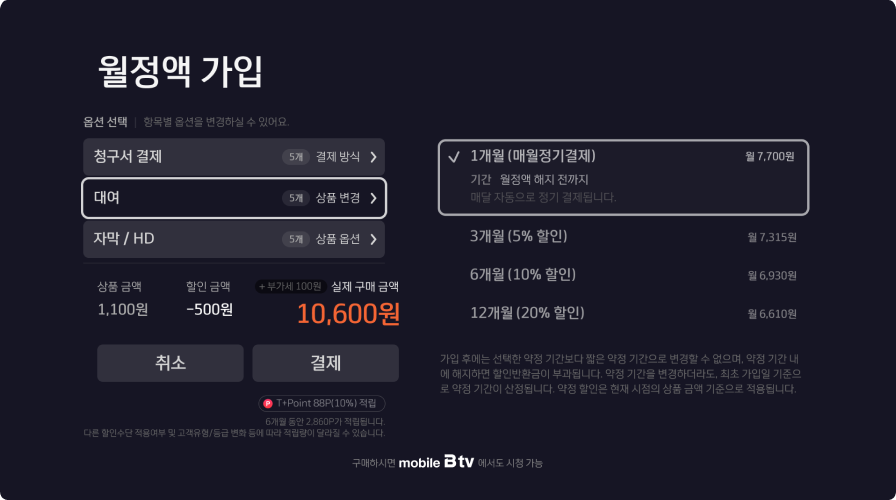 월정액 가입
옵션 선택 | 항목별 옵션을 변경하실 수 있어요.
청구서 결제 5개 결제 방식 >
대여 5개 상품 변경 >
자막 / HD 5개 상품 옵션 >
상품 금액 할인 금액 + 부가세 100원 실제 구매 금액
1,100원 -500원 10,600원
취소 결제
P T+Point 88P(10%) 적립
6개월 동안 2,860P가 적립됩니다.
다른 할인수단 적용여부 및 고객유형/등급 변화 등에 따라 적립량이 달라질 수 있습니다.
1개월 (매월정기결제) 월 7,700원
기간 월정액 해지 전까지
매달 자동으로 정기 결제됩니다.
3개월 (5% 할인) 월 7,315원
6개월 (10% 할인) 월 6,930원
12개월 (20% 할인) 월 6,610원
가입 후에는 선택한 약정 기간보다 짧은 약정 기간으로 변경할 수 없으며, 약정 기간 내
에 해지하면 할인반환금이 부과됩니다. 약정 기간을 변경하더라도, 최초 가입일 기준으
로 약정 기간이 산정됩니다. 약정 할인은 현재 시점의 상품 금액 기준으로 적용됩니다.
구매하시면 mobile B tv 에서도 시청 가능